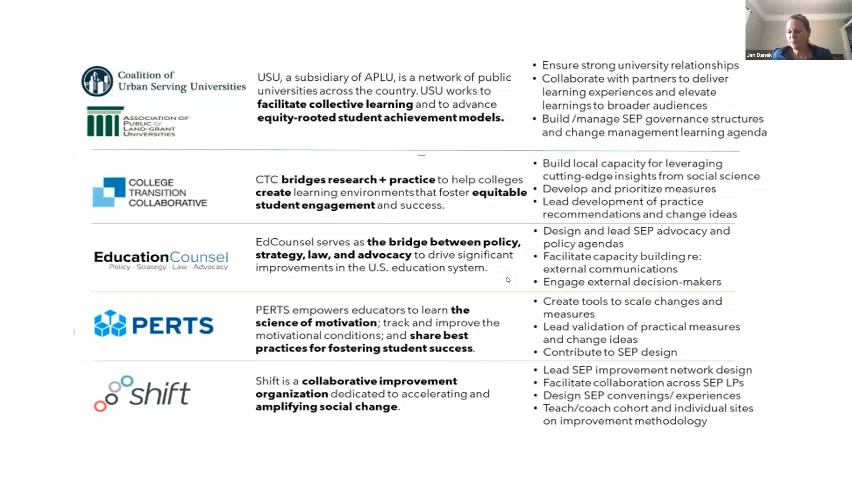 Jan Danek
Coalition of
Urban Serving Universities
ASSOCIATION OF
PUBLIC &
LAND-GRANT
UNIVERSITIES
USU, a subsidiary of APLU, is a network of public
universities across the country. USU works to
facilitate collective learning and to advance
equity-rooted student achievement models.
• Ensure strong university relationships
• Collaborate with partners to deliver
learning experiences and elevate
learnings to broader audiences
• Build /manage SEP governance structures
and change management learning agenda
COLLEGE
TRANSITION
COLLABORATIVE
CTC bridges research + practice to help colleges
create learning environments that foster equitable
student engagement and success.
• Build local capacity for leveraging
cutting-edge insights from social science
• Develop and prioritize measures
• Lead development of practice
recommendations and change ideas
EducationCounsel
Policy · Strategy · Law · Advocacy
EdCounsel serves as the bridge between policy,
strategy, law, and advocacy to drive significant
improvements in the U.S. education system.
• Design and lead SEP advocacy and
policy agendas
• Facilitate capacity building re:
external communications
• Engage external decision-makers
PERTS
PERTS empowers educators to learn the
science of motivation; track and improve the
motivational conditions; and share best
practices for fostering student success.
• Create tools to scale changes and
measures
• Lead validation of practical measures
and change ideas
• Contribute to SEP design
shift
Shift is a collaborative improvement
organization dedicated to accelerating and
amplifying social change.
• Lead SEP improvement network design
• Facilitate collaboration across SEP LPs
• Design SEP convenings/ experiences
• Teach/coach cohort and individual sites
on improvement methodology